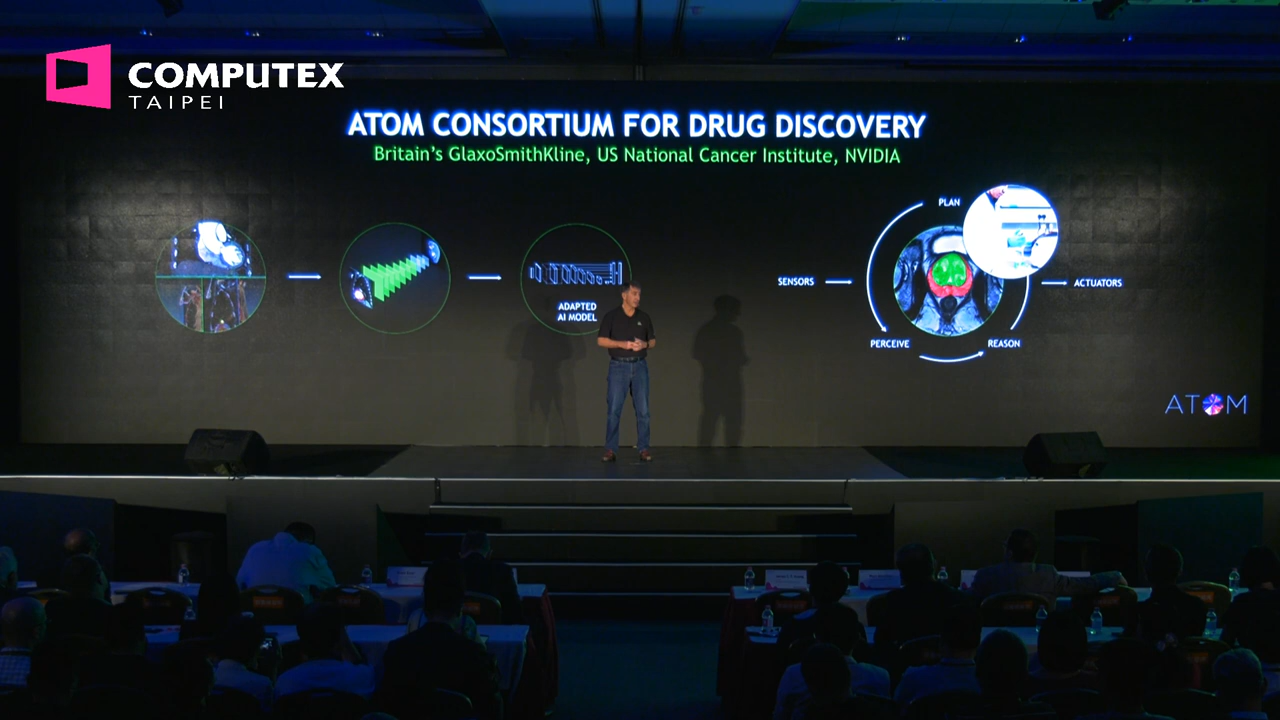 COMPUTEX
TAIPEI
ATOM CONSORTIUM FOR DRUG DISCOVERY
Britain's GlaxoSmithKline, US National Cancer Institute, NVIDIA
PLAN
SENSORS
ACTUATORS
ADAPTED
AI MODEL
PERCEIVE
REASON
ATOM